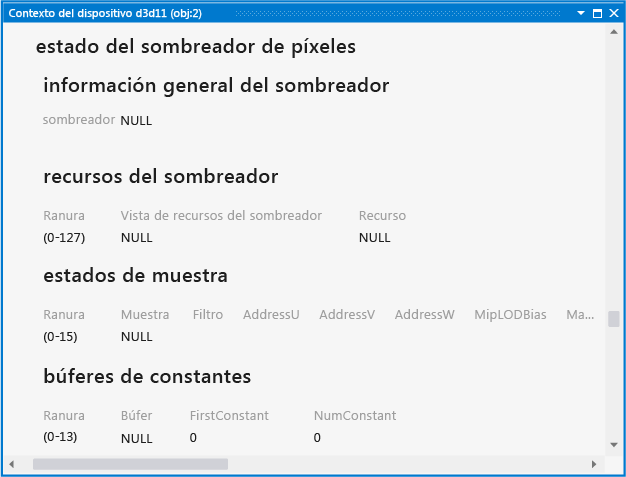 Contexto del dispositivo d3d11 (obj:2)
estado del sombreador de píxeles
información general del sombreador
sombreador NULL
recursos del sombreador
Ranura Vista de recursos del sombreador Recurso
(0-127) NULL NULL
estados de muestra
Ranura Muestra Filtro AddressU AddressV AddressW MipLODBias Ma...
(0-15) NULL
búferes de constantes
Ranura Búfer FirstConstant NumConstant
(0-13) NULL 0 0